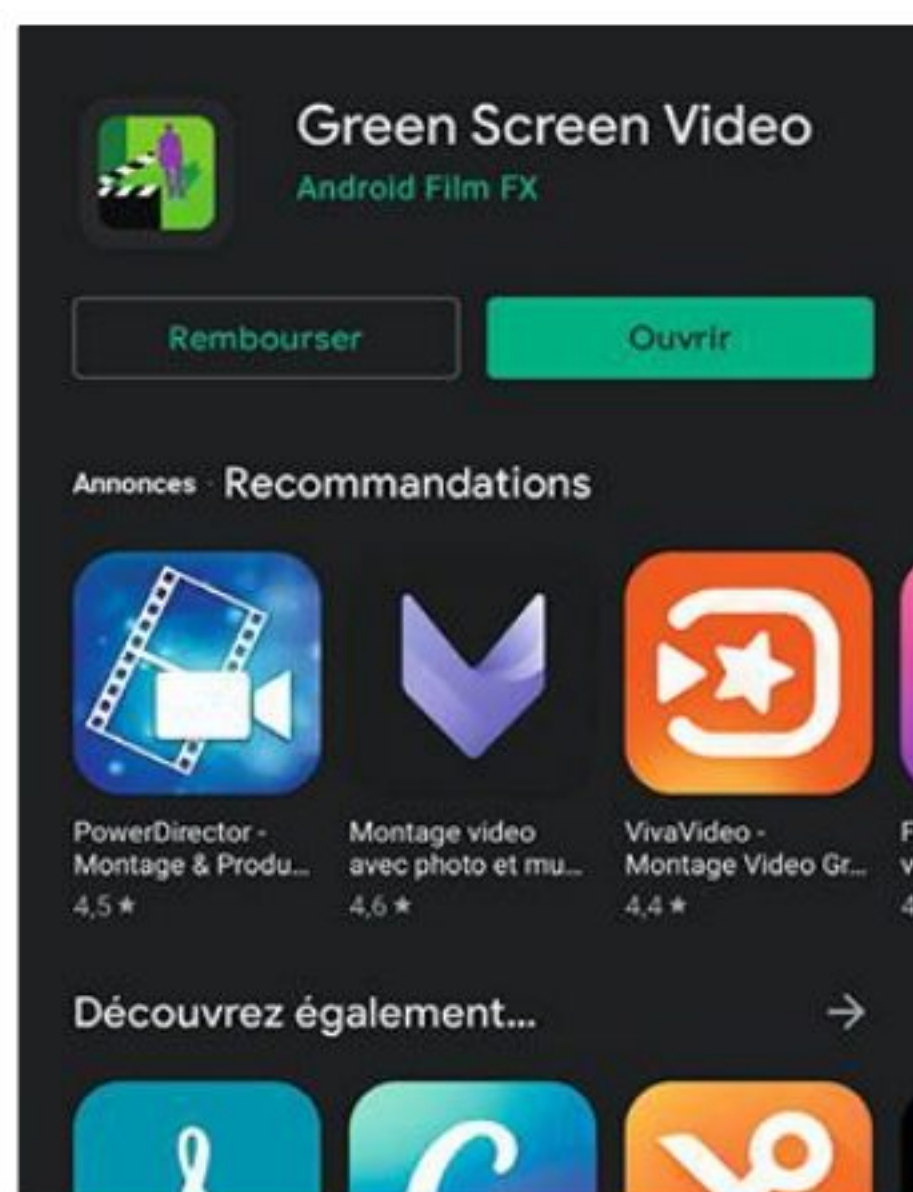 Green Screen Video
Android Film FX
Rembourser
Ouvrir
Annonces · Recommandations
PowerDirector -
Montage & Produ...
4,5 ★
Montage video
avec photo et mu...
4,6 ★
VivaVideo -
Montage Video Gr...
4,4 ★
Découvrez également...